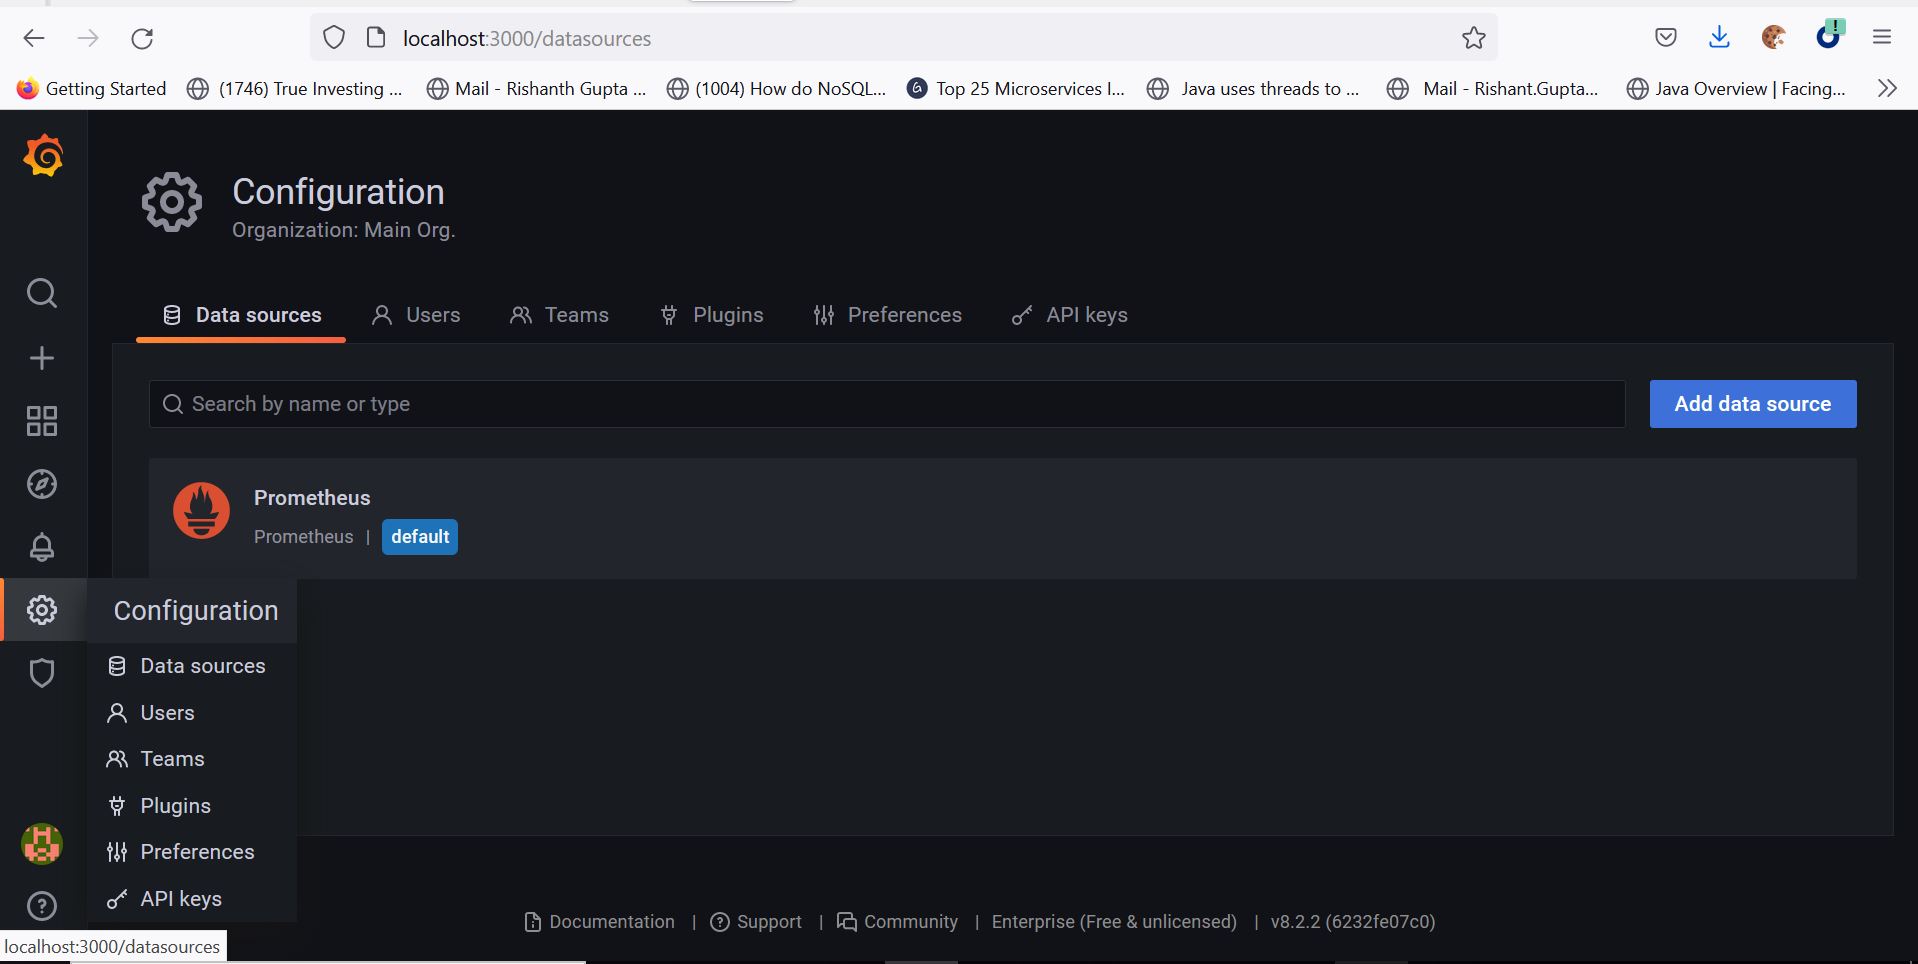 localhost:3000/datasources
Getting Started (1746) True Investing ... Mail - Rishanth Gupta ... (1004) How do NoSQL... Top 25 Microservices I... Java uses threads to ... Mail - Rishant.Gupta... Java Overview | Facing...
Configuration
Organization: Main Org.
Data sources Users Teams Plugins Preferences API keys
Search by name or type Add data source
Prometheus
Prometheus | default
Configuration
Data sources
Users
Teams
Plugins
Preferences
API keys
Documentation | Support | Community | Enterprise (Free & unlicensed) | v8.2.2 (6232fe07c0)
localhost:3000/datasources